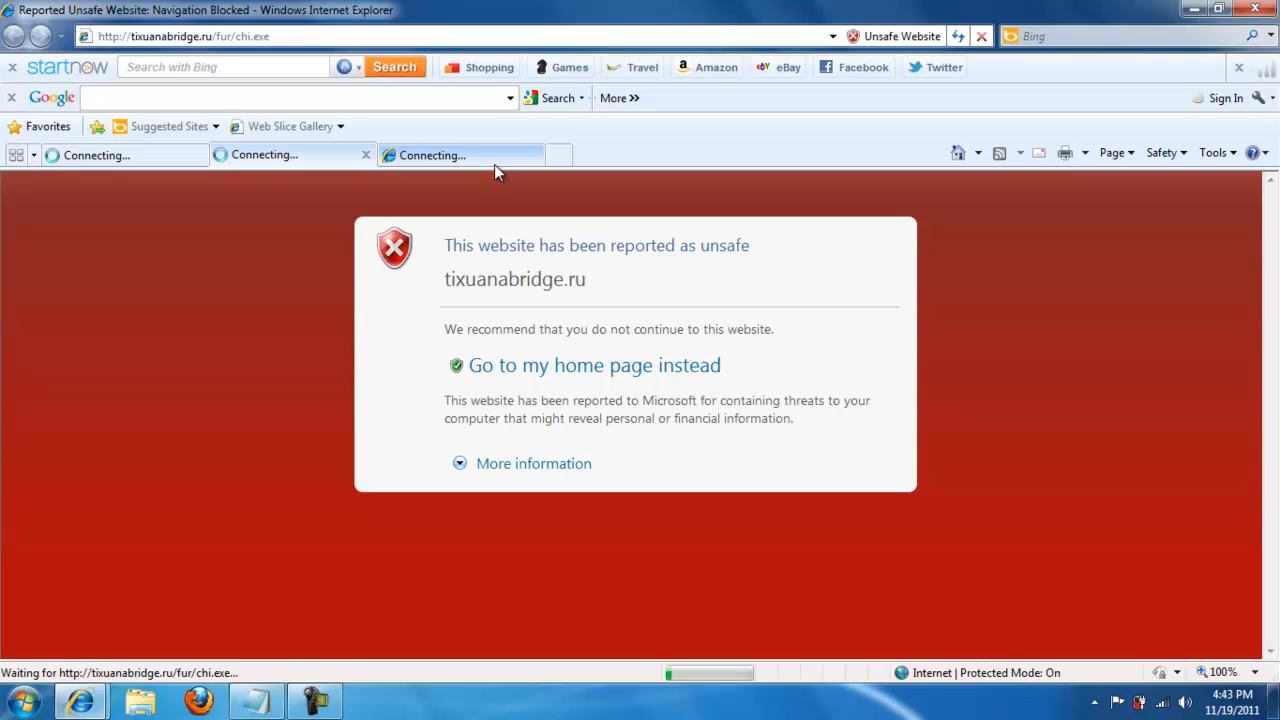 Reported Unsafe Website: Navigation Blocked - Windows Internet Explorer
http://tixuanabridge.ru/fur/chi.exe
Unsafe Website
Bing
startnow
Search with Bing
Search
Shopping
Games
Travel
Amazon
eBay
Facebook
Twitter
Google
Search
More >>
Sign In
Favorites
Suggested Sites
Web Slice Gallery
Connecting...
Connecting...
Connecting...
Page
Safety
Tools
This website has been reported as unsafe
tixuanabridge.ru
We recommend that you do not continue to this website.
Go to my home page instead
This website has been reported to Microsoft for containing threats to your
computer that might reveal personal or financial information.
More information
Waiting for http://tixuanabridge.ru/fur/chi.exe...
Internet | Protected Mode: On
100%
4:43 PM
11/19/2011